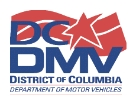 DC
DMV
DISTRICT OF COLUMBIA
DEPARTMENT OF MOTOR VEHICLES